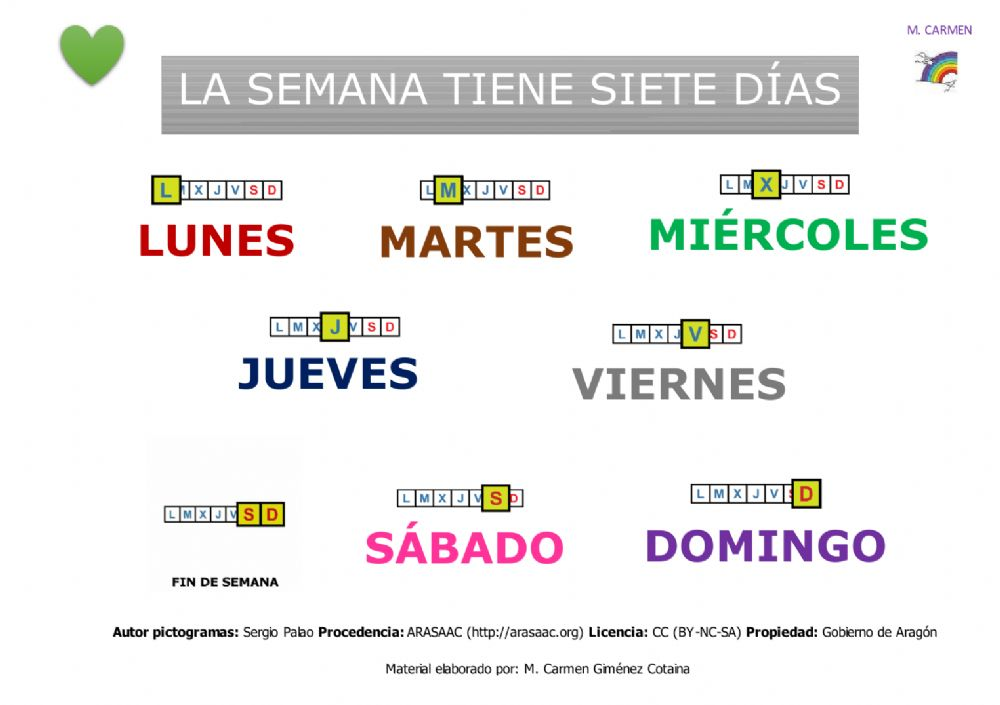 M. CARMEN
LA SEMANA TIENE SIETE DÍAS
L M X J V S D
L M X J V S D
L M X J V S D
LUNES
MARTES
MIÉRCOLES
L M X J V S D
L M X J V S D
JUEVES
VIERNES
L M X J V S D
L M X J V S D
L M X J V S D
SÁBADO
DOMINGO
FIN DE SEMANA
Autor pictogramas: Sergio Palao Procedencia: ARASAAC (http://arasaac.org) Licencia: CC (BY-NC-SA) Propiedad: Gobierno de Aragón
Material elaborado por: M. Carmen Giménez Cotaina